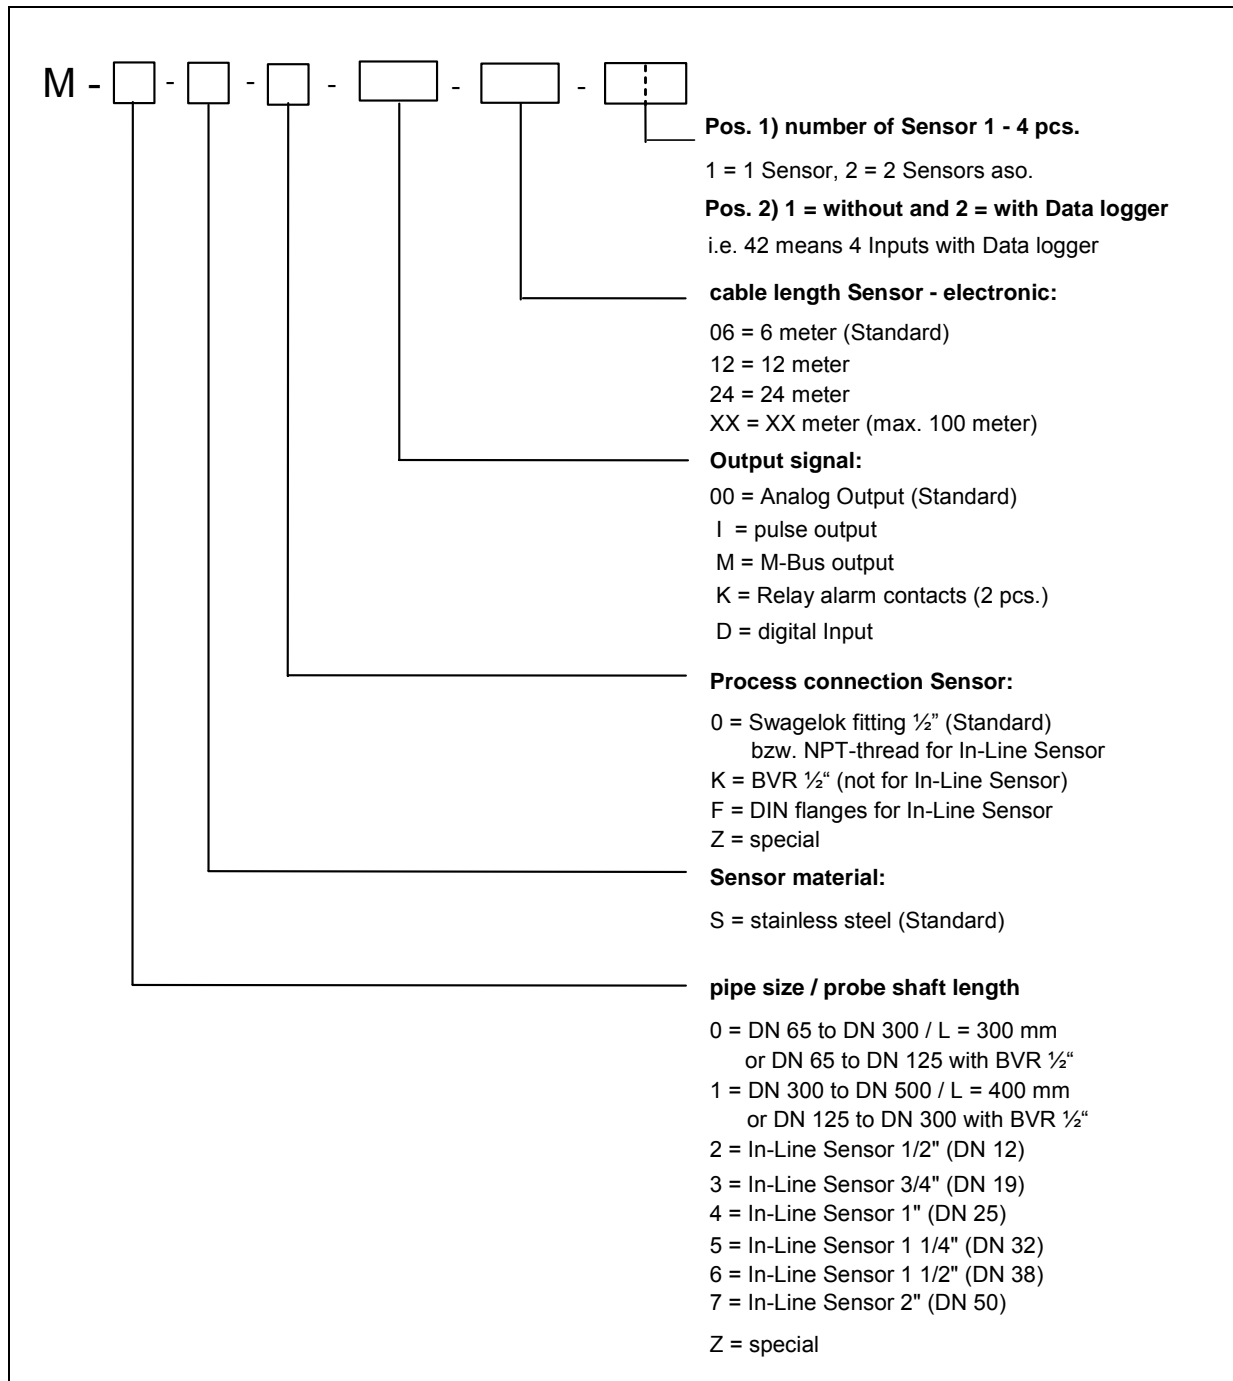 M - - - - - -
Pos. 1) number of Sensor 1 - 4 pcs.
1 = 1 Sensor, 2 = 2 Sensors aso.
Pos. 2) 1 = without and 2 = with Data logger
i.e. 42 means 4 Inputs with Data logger
cable length Sensor - electronic:
06 = 6 meter (Standard)
12 = 12 meter
24 = 24 meter
XX = XX meter (max. 100 meter)
Output signal:
00 = Analog Output (Standard)
I = pulse output
M = M-Bus output
K = Relay alarm contacts (2 pcs.)
D = digital Input
Process connection Sensor:
0 = Swagelok fitting ½” (Standard)
bzw. NPT-thread for In-Line Sensor
K = BVR ½“ (not for In-Line Sensor)
F = DIN flanges for In-Line Sensor
Z = special
Sensor material:
S = stainless steel (Standard)
pipe size / probe shaft length
0 = DN 65 to DN 300 / L = 300 mm
or DN 65 to DN 125 with BVR ½“
1 = DN 300 to DN 500 / L = 400 mm
or DN 125 to DN 300 with BVR ½“
2 = In-Line Sensor 1/2" (DN 12)
3 = In-Line Sensor 3/4" (DN 19)
4 = In-Line Sensor 1" (DN 25)
5 = In-Line Sensor 1 1/4" (DN 32)
6 = In-Line Sensor 1 1/2" (DN 38)
7 = In-Line Sensor 2" (DN 50)
Z = special